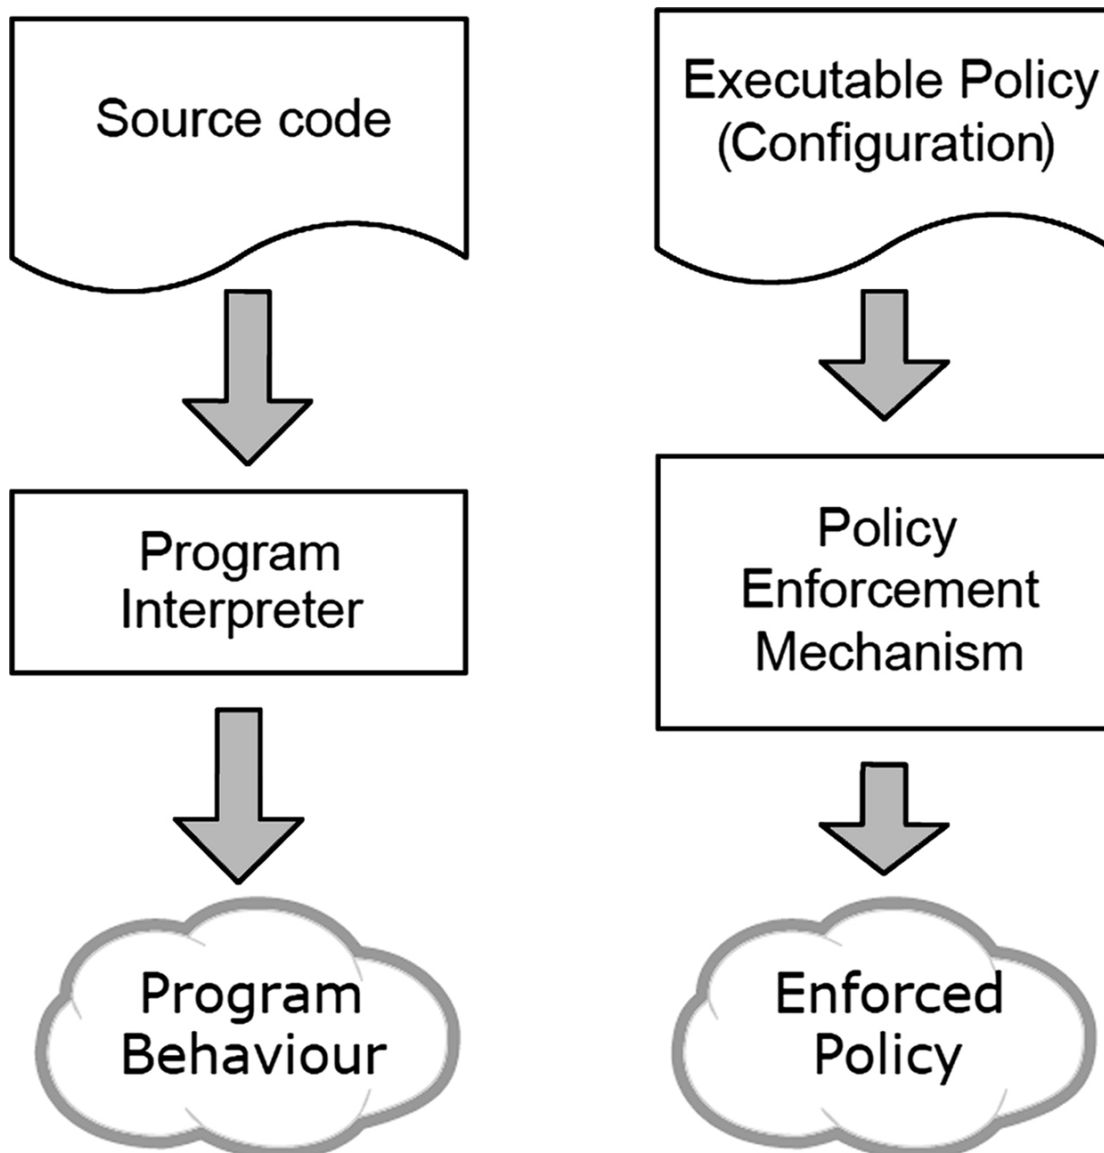 Source code
Program
Interpreter
Program
Behaviour
Executable Policy
(Configuration)
Policy
Enforcement
Mechanism
Enforced
Policy